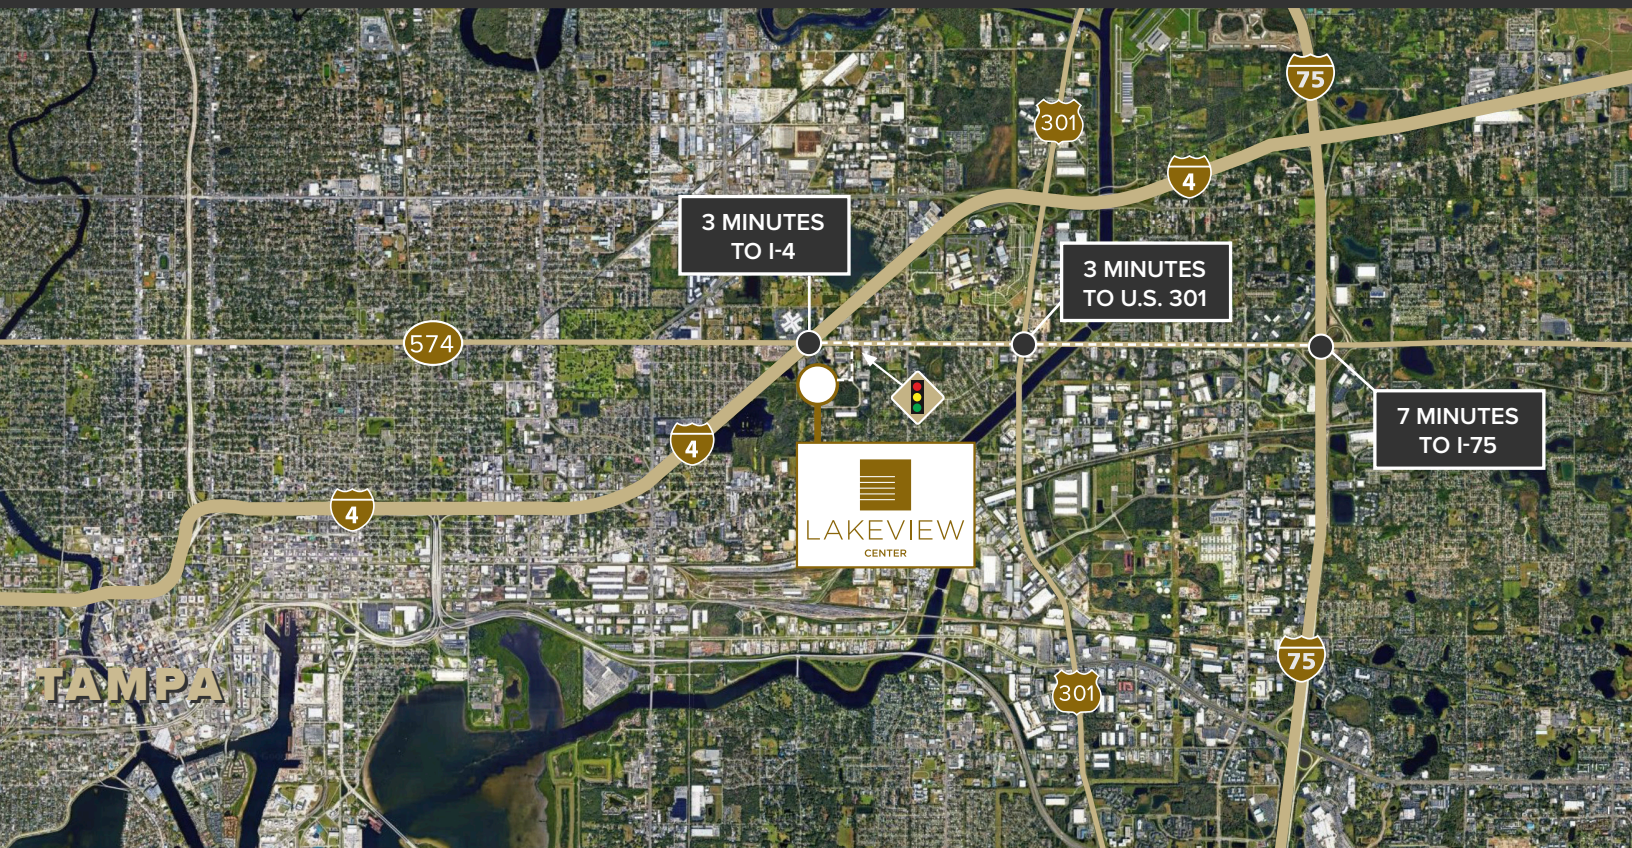 75
301
4
3 MINUTES
TO I-4
3 MINUTES
TO U.S. 301
574
7 MINUTES
TO I-75
4
4
LAKEVIEW
CENTER
TAMPA
75
301